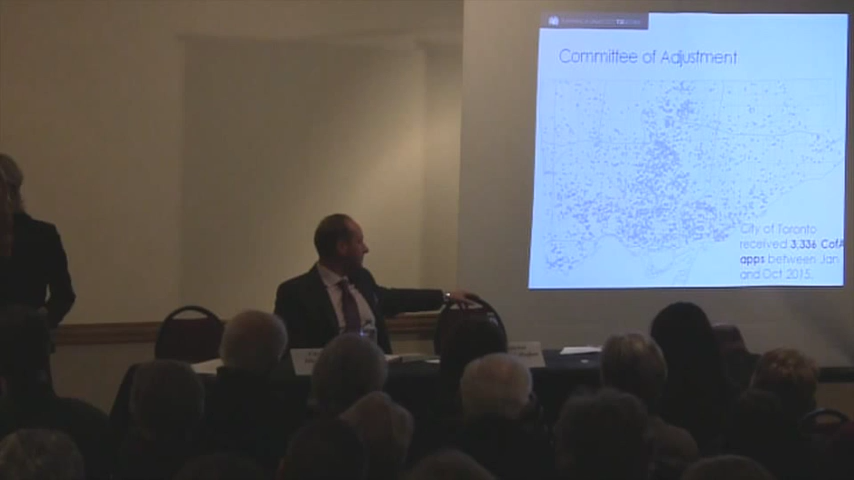 Committee of Adjustment
City of Toronto
received 3,336 CofA
apps between Jan
and Oct 2015.